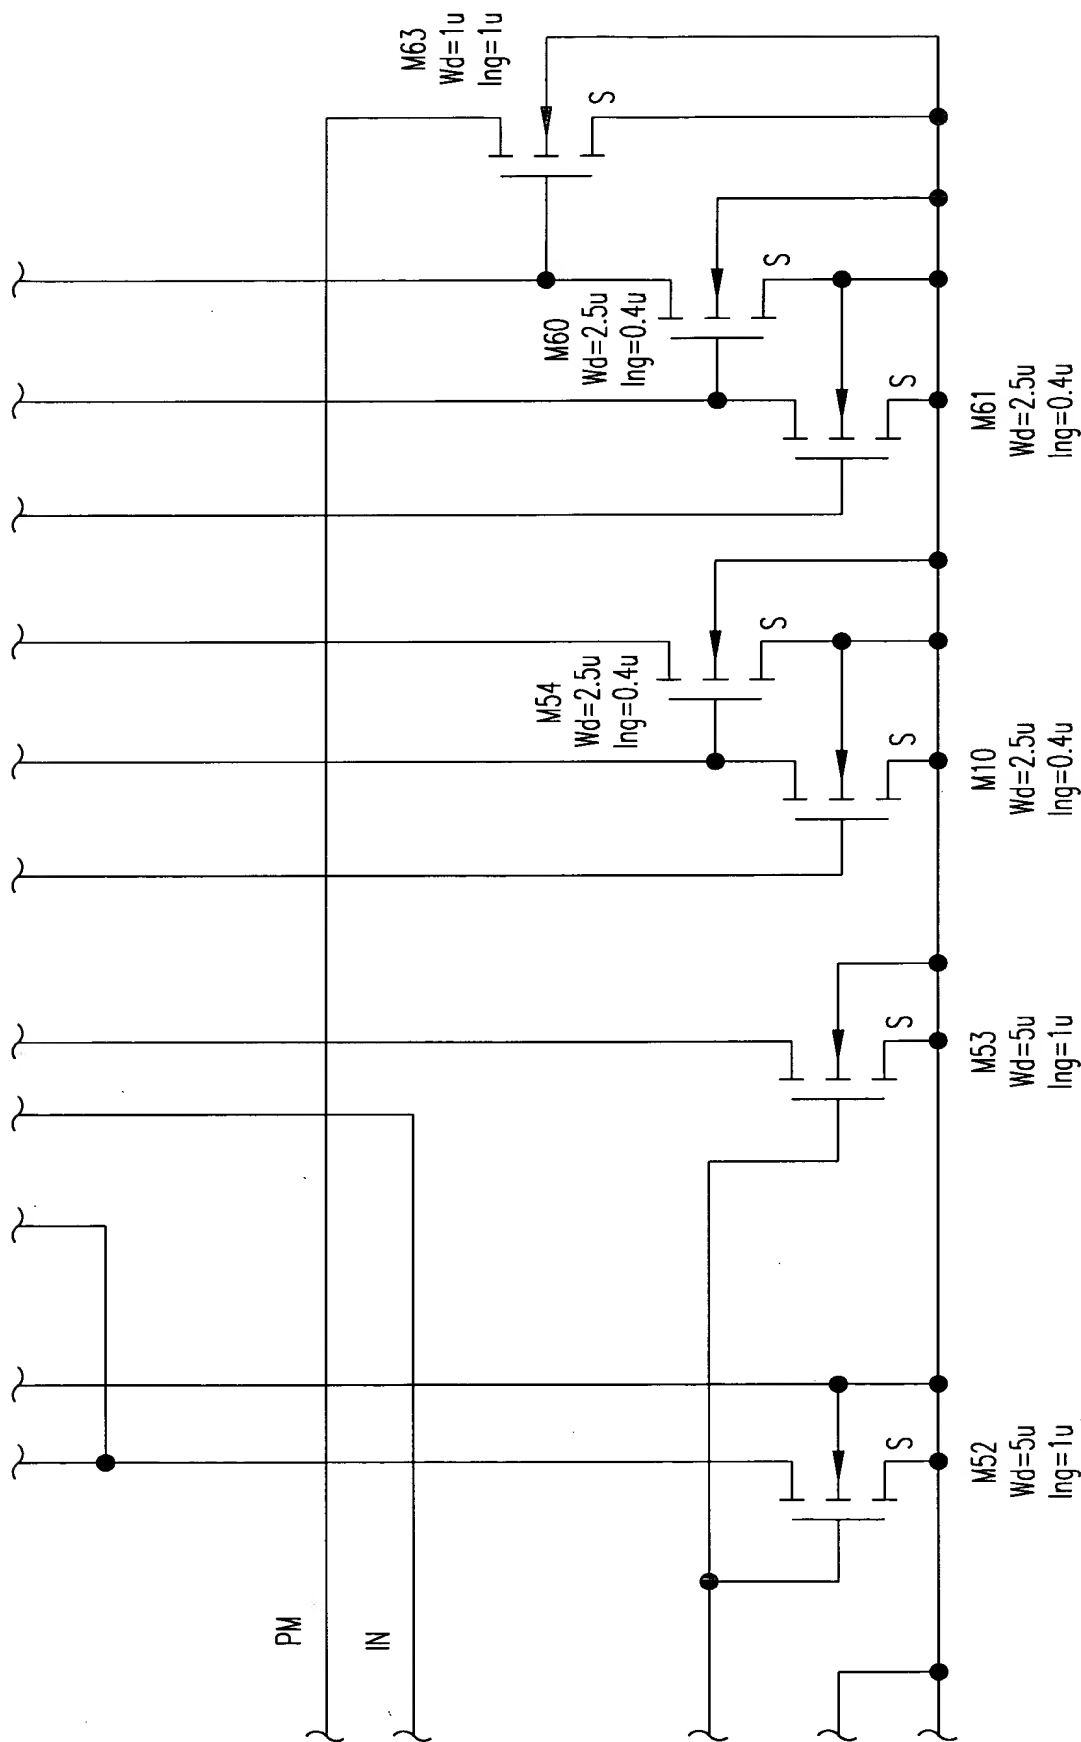 M63
Wd=1u
lng=1u
S
M60
Wd=2.5u
lng=0.4u
S
S
M61
Wd=2.5u
lng=0.4u
M54
Wd=2.5u
lng=0.4u
S
S
M10
Wd=2.5u
lng=0.4u
S
M53
Wd=5u
lng=1u
S
M52
Wd=5u
lng=1u
PM
IN